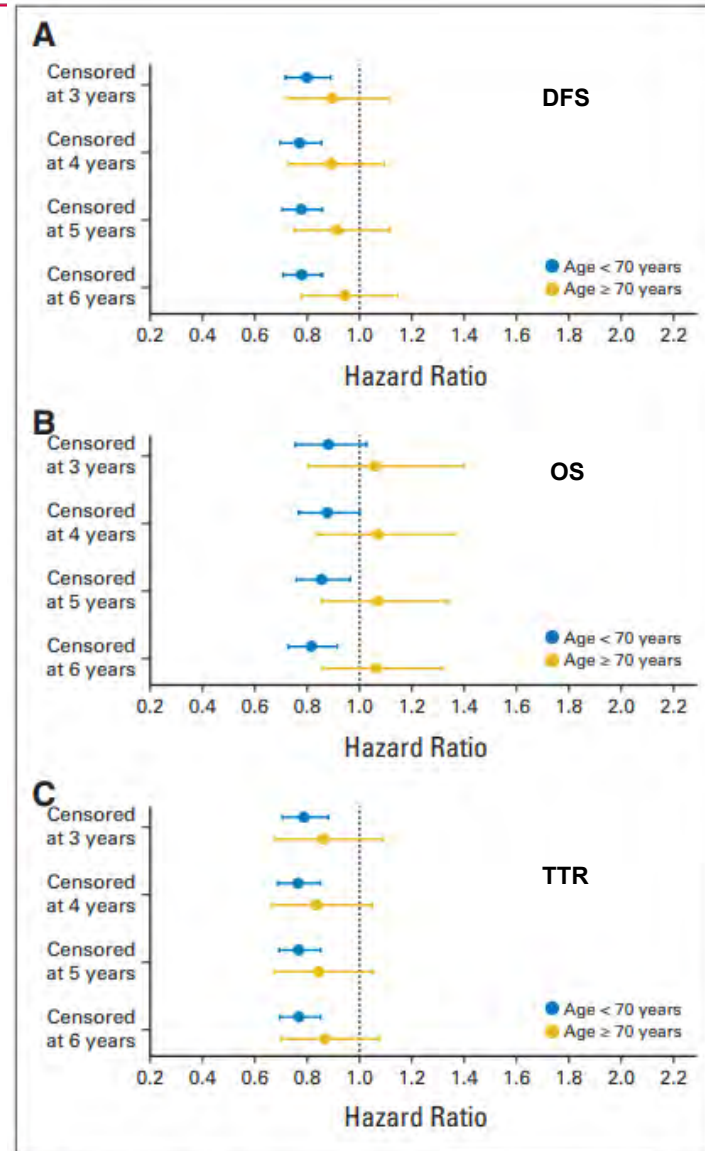 A
Censored
at 3 years
DFS
Censored
at 4 years
Censored
at 5 years
Censored
at 6 years
Age < 70 years
Age ≥ 70 years
0.2 0.4 0.6 0.8 1.0 1.2 1.4 1.6 1.8 2.0 2.2
Hazard Ratio
B
Censored
at 3 years
OS
Censored
at 4 years
Censored
at 5 years
Censored
at 6 years
Age < 70 years
Age ≥ 70 years
0.2 0.4 0.6 0.8 1.0 1.2 1.4 1.6 1.8 2.0 2.2
Hazard Ratio
C
Censored
at 3 years
TTR
Censored
at 4 years
Censored
at 5 years
Censored
at 6 years
Age < 70 years
Age ≥ 70 years
0.2 0.4 0.6 0.8 1.0 1.2 1.4 1.6 1.8 2.0 2.2
Hazard Ratio